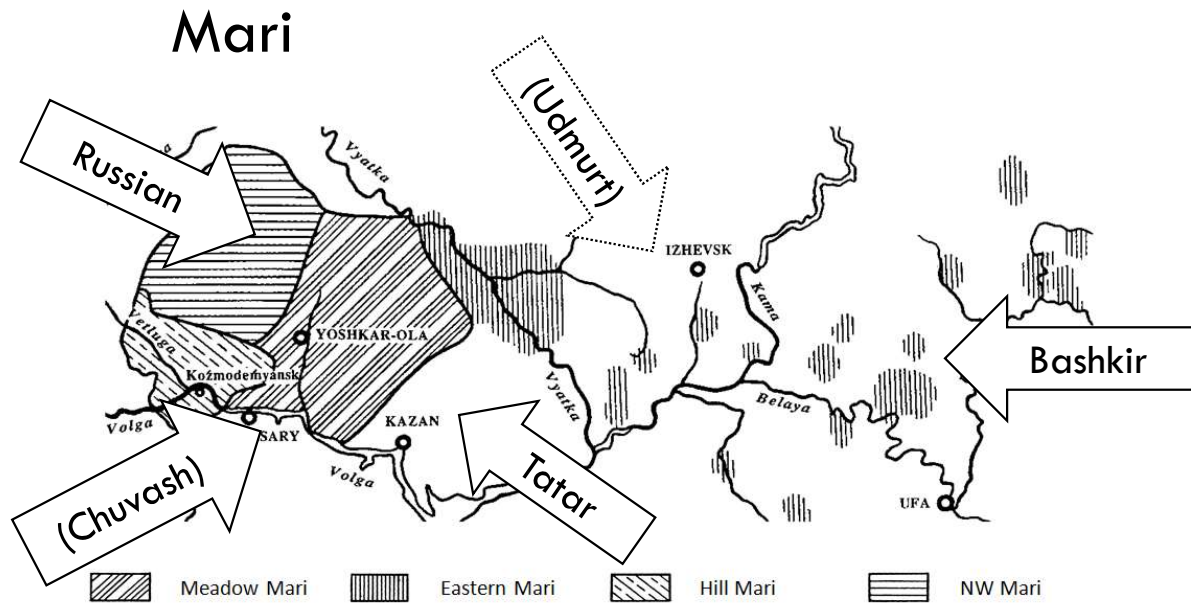 Mari
(Udmurt)
Russian
Vyatka
IZHEVSK
Kama
Vetluga
YOSHKAR-OLA
Bashkir
Koźmodemyansk
Vyatka
Belaya
Volga
SARY
KAZAN
(Chuvash)
Volga
Tatar
UFA
Meadow Mari Eastern Mari Hill Mari NW Mari